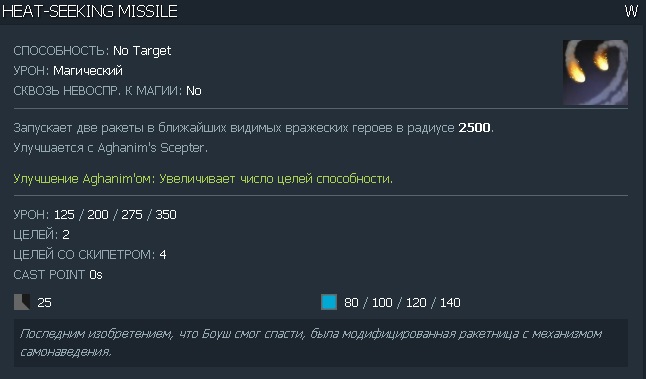 HEAT-SEEKING MISSILE W
СПОСОБНОСТЬ: No Target
УРОН: Магический
СКВОЗЬ НЕВОСПР. К МАГИИ: No
Запускает две ракеты в ближайших видимых вражеских героев в радиусе 2500.
Улучшается с Aghanim's Scepter.
Улучшение Aghanim'ом: Увеличивает число целей способности.
УРОН: 125 / 200 / 275 / 350
ЦЕЛЕЙ: 2
ЦЕЛЕЙ СО СКИПЕТРОМ: 4
CAST POINT 0s
25 80 / 100 / 120 / 140
Последним изобретением, что Боуш смог спасти, была модифицированная ракетница с механизмом
самонаведения.